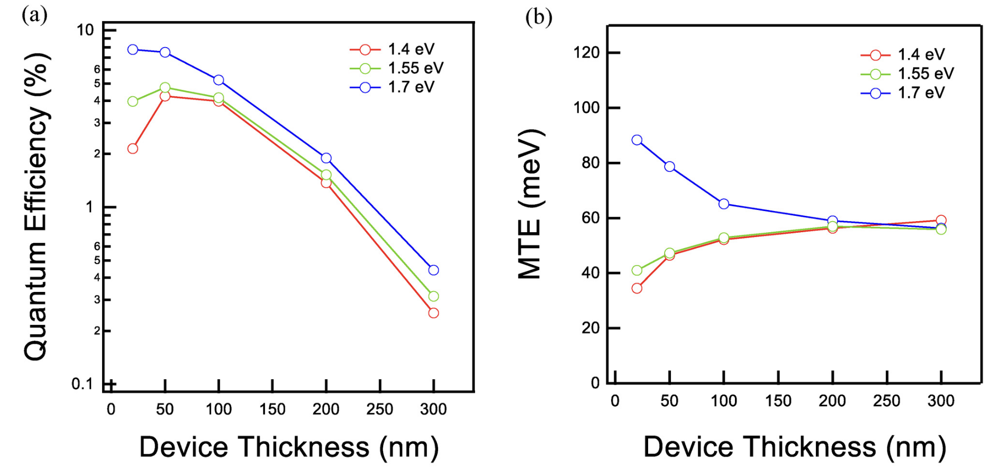 (a)
Quantum Efficiency (%)
10
6
5
4
3
2
1
6
5
4
3
2
0.1
1.4 eV
1.55 eV
1.7 eV
0 50 100 150 200 250 300
Device Thickness (nm)
(b)
MTE (meV)
120
100
80
60
40
20
0
1.4 eV
1.55 eV
1.7 eV
0 50 100 150 200 250 300
Device Thickness (nm)